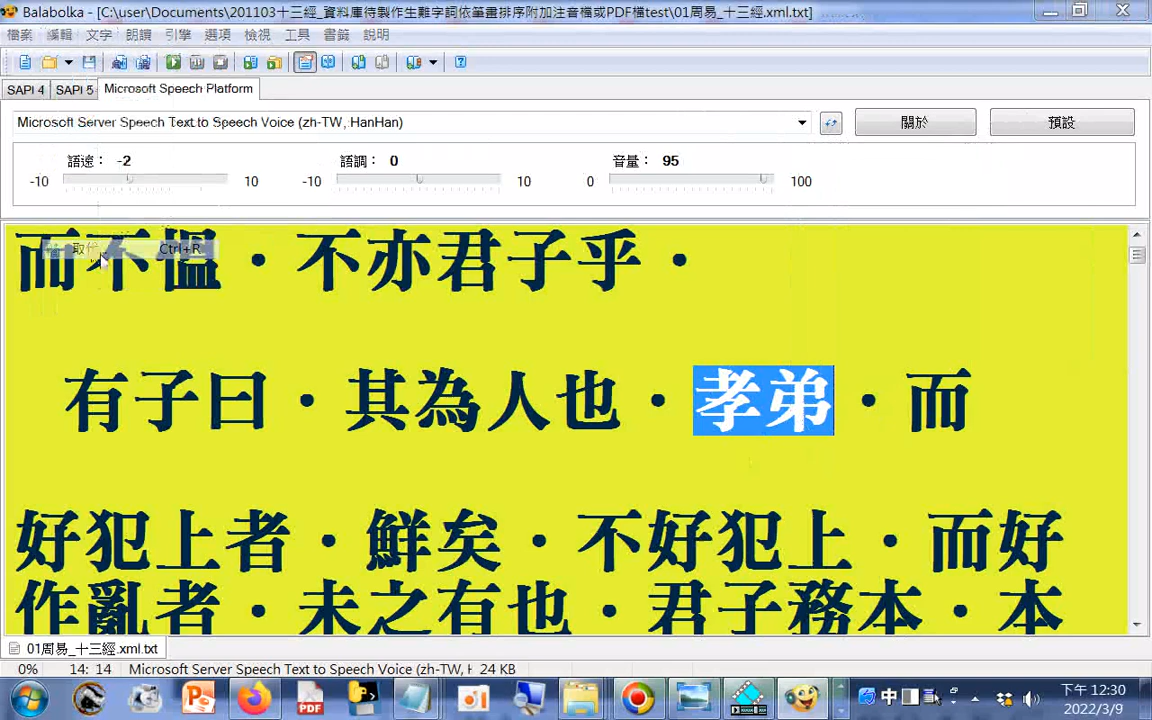 Balabolka - [C:\user\Documents\201103十三經_資料庫待製作生難字詞依筆畫排序附加注音檔或PDF檔test\01周易_十三經.xml.txt]
檔案 編輯 文字 朗讀 引擎 選項 檢視 工具 書籤 說明
SAPI 4 SAPI 5 Microsoft Speech Platform
Microsoft Server Speech Text to Speech Voice (zh-TW, HanHan) 關於 預設
語速： -2 語調： 0 音量： 95
-10 10 -10 10 0 100
而不慍．不亦君子乎．
取代 Ctrl+R
有子曰．其為人也．孝弟．而
好犯上者．鮮矣．不好犯上．而好
作亂者．未之有也．君子務本．本
01周易_十三經.xml.txt
0% 14: 14 Microsoft Server Speech Text to Speech Voice (zh-TW, H 24 KB
中 下午 12:30
2022/3/9